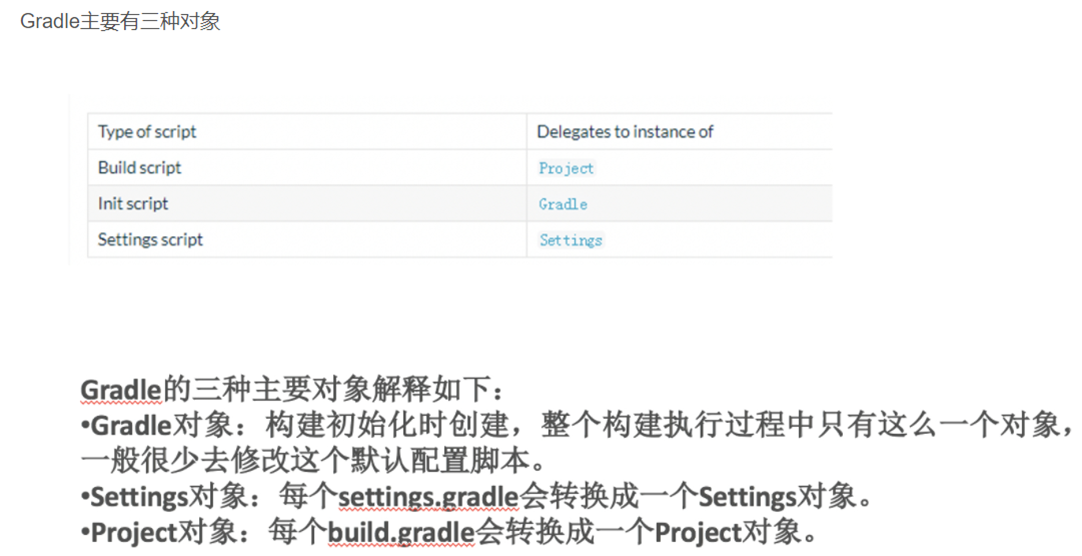 Gradle主要有三种对象
Type of script Delegates to instance of
Build script Project
Init script Gradle
Settings script Settings
Gradle的三种主要对象解释如下：
•Gradle对象：构建初始化时创建，整个构建执行过程中只有这么一个对象，
一般很少去修改这个默认配置脚本。
•Settings对象：每个settings.gradle会转换成一个Settings对象。
•Project对象：每个build.gradle会转换成一个Project对象。